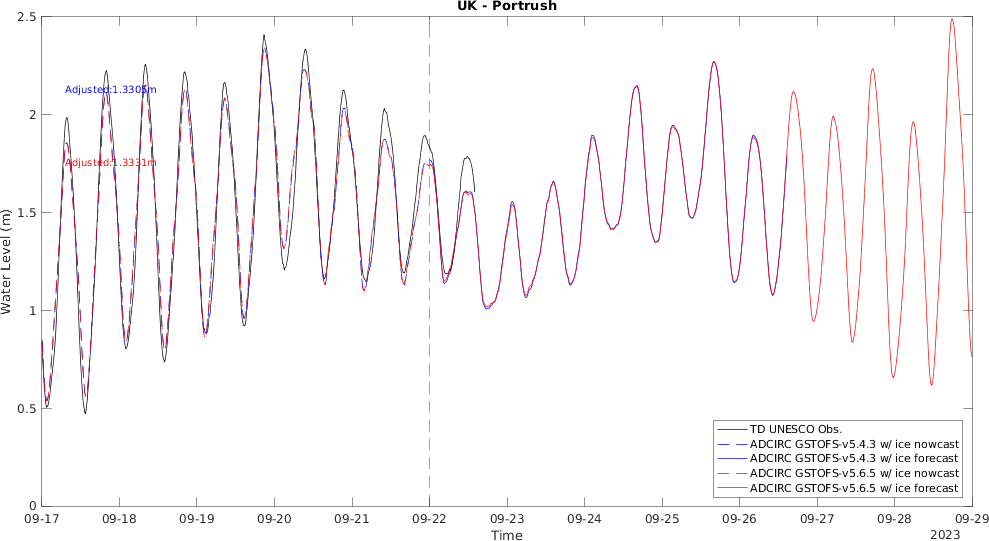 UK - Portrush
2.5
2
1.5
1
0.5
0
Water Level (m)
Adjusted:1.3305m
Adjusted:1.3331m
TD UNESCO Obs.
ADCIRC GSTOFS-v5.4.3 w/ ice nowcast
ADCIRC GSTOFS-v5.4.3 w/ ice forecast
ADCIRC GSTOFS-v5.6.5 w/ ice nowcast
ADCIRC GSTOFS-v5.6.5 w/ ice forecast
09-17 09-18 09-19 09-20 09-21 09-22 09-23 09-24 09-25 09-26 09-27 09-28 09-29
Time
2023